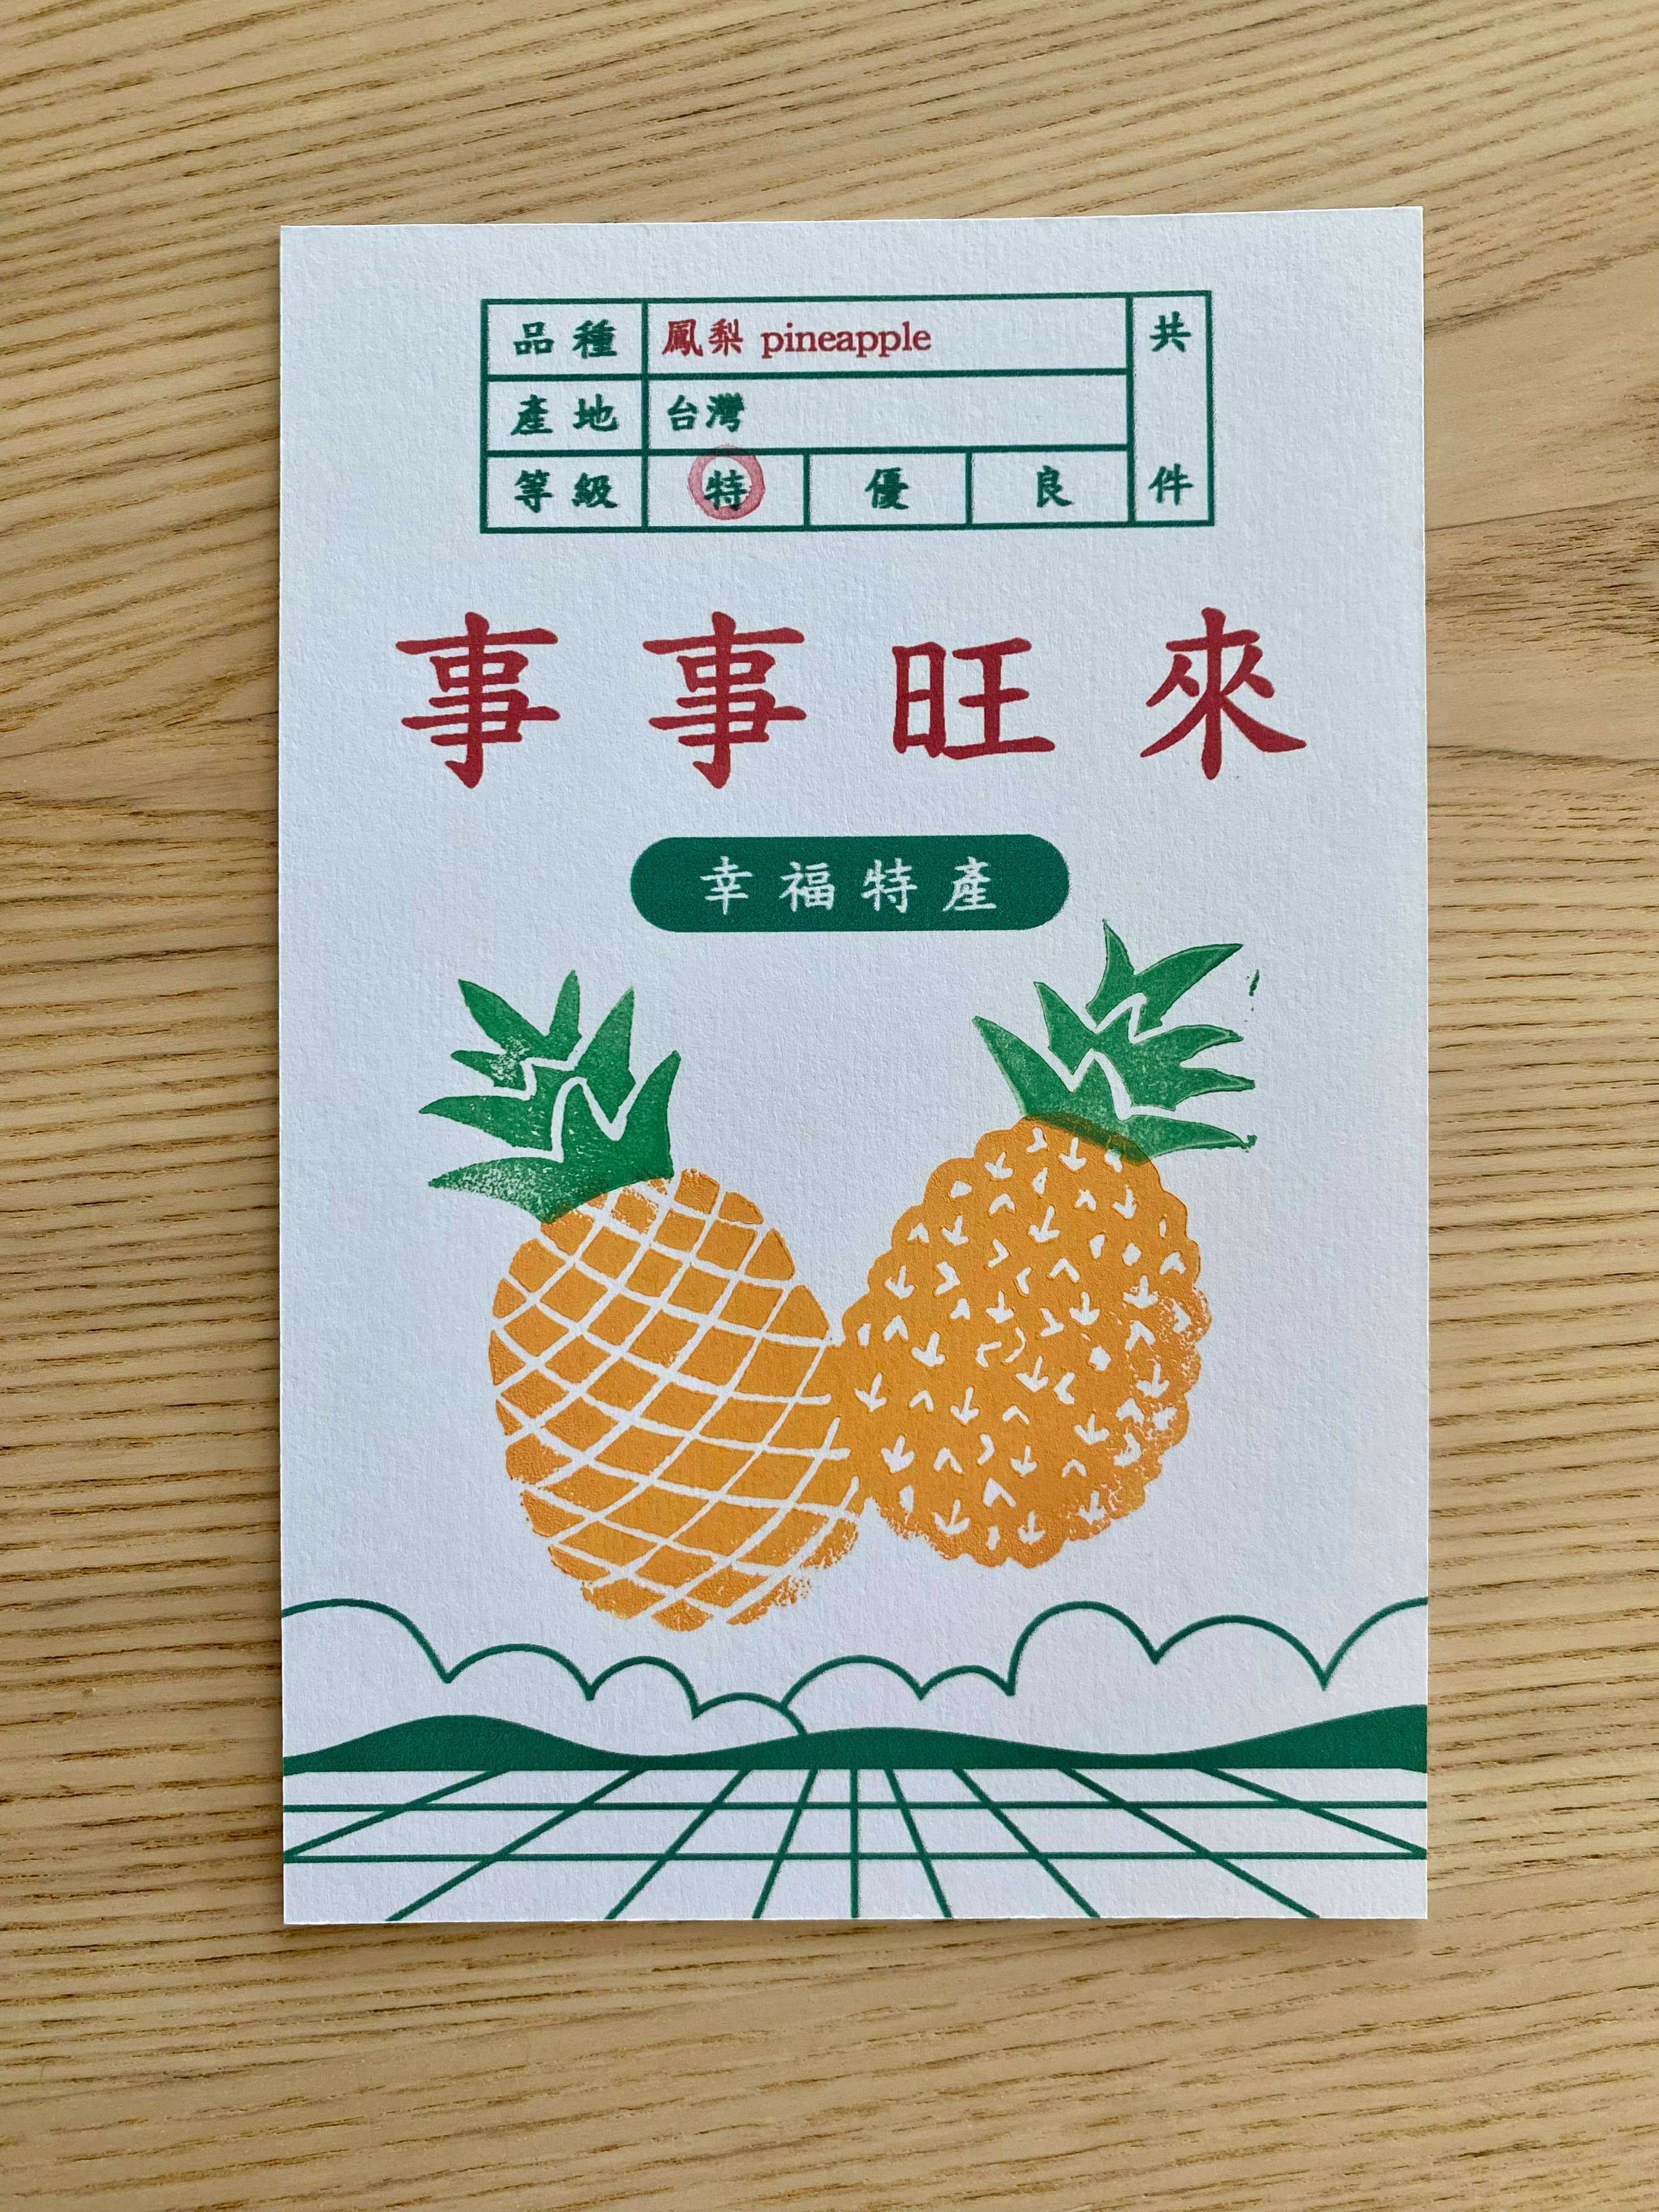 品種 鳳梨 pineapple 共
產地 台灣
等級 特 優 良 件
事事旺來
幸福特產